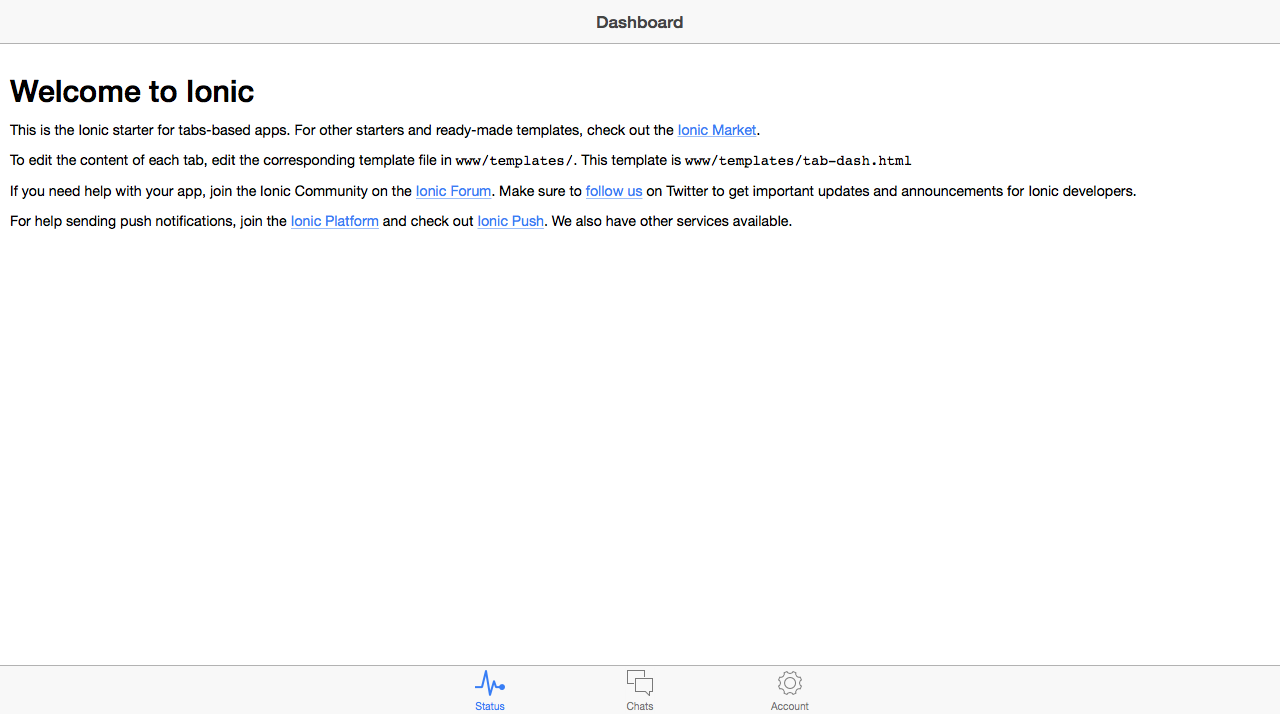 Dashboard
Welcome to Ionic
This is the Ionic starter for tabs-based apps. For other starters and ready-made templates, check out the Ionic Market.
To edit the content of each tab, edit the corresponding template file in www/templates/. This template is www/templates/tab-dash.html
If you need help with your app, join the Ionic Community on the Ionic Forum. Make sure to follow us on Twitter to get important updates and announcements for Ionic developers.
For help sending push notifications, join the Ionic Platform and check out Ionic Push. We also have other services available.
Status
Chats
Account